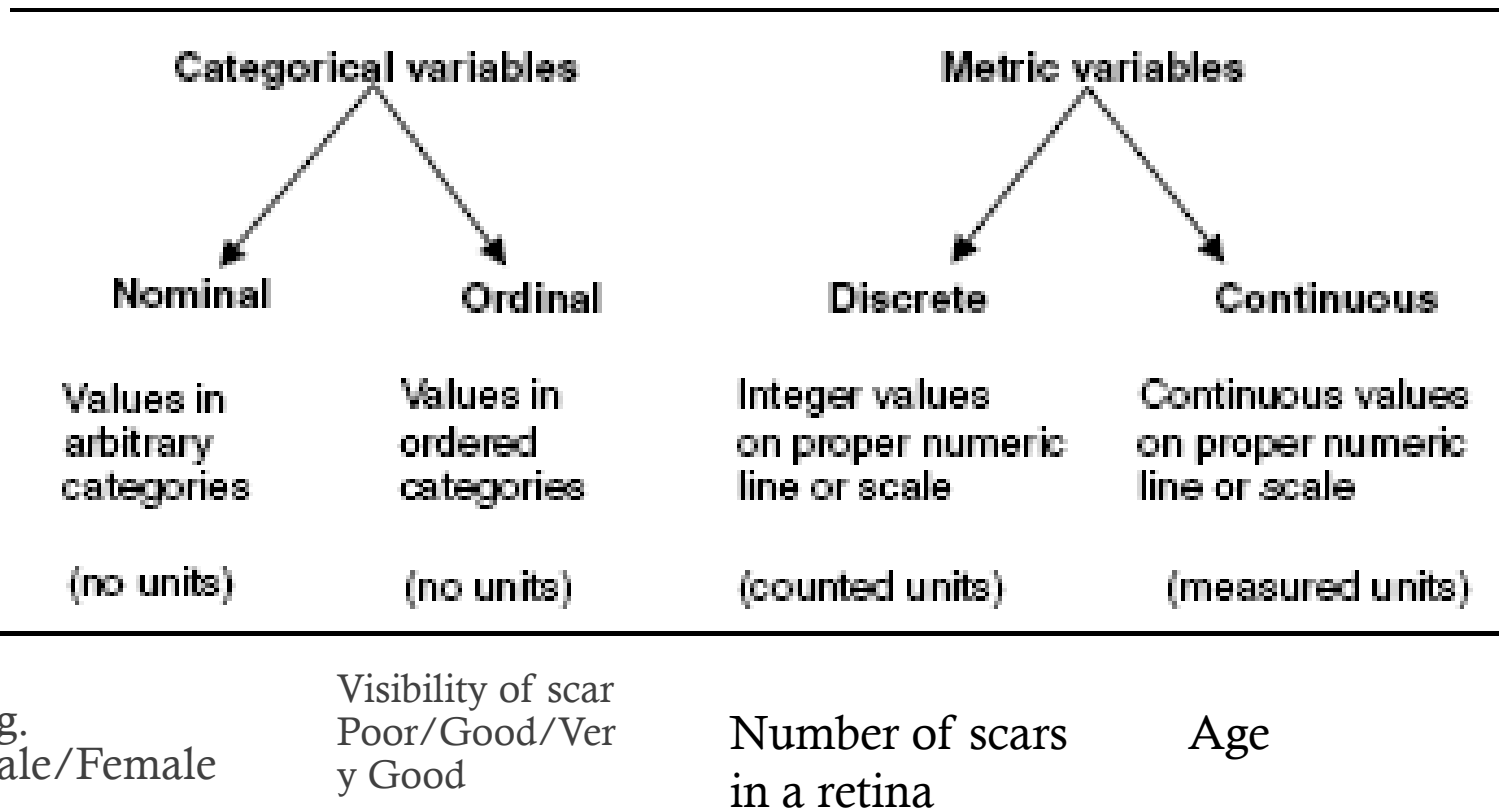 Categorical variables
Metric variables
Nominal
Ordinal
Discrete
Continuous
Values in
arbitrary
categories
(no units)
Values in
ordered
categories
(no units)
Integer values
on proper numeric
line or scale
(counted units)
Continuous values
on proper numeric
line or scale
(measured units)
g.
ale/Female
Visibility of scar
Poor/Good/Ver
y Good
Number of scars
in a retina
Age